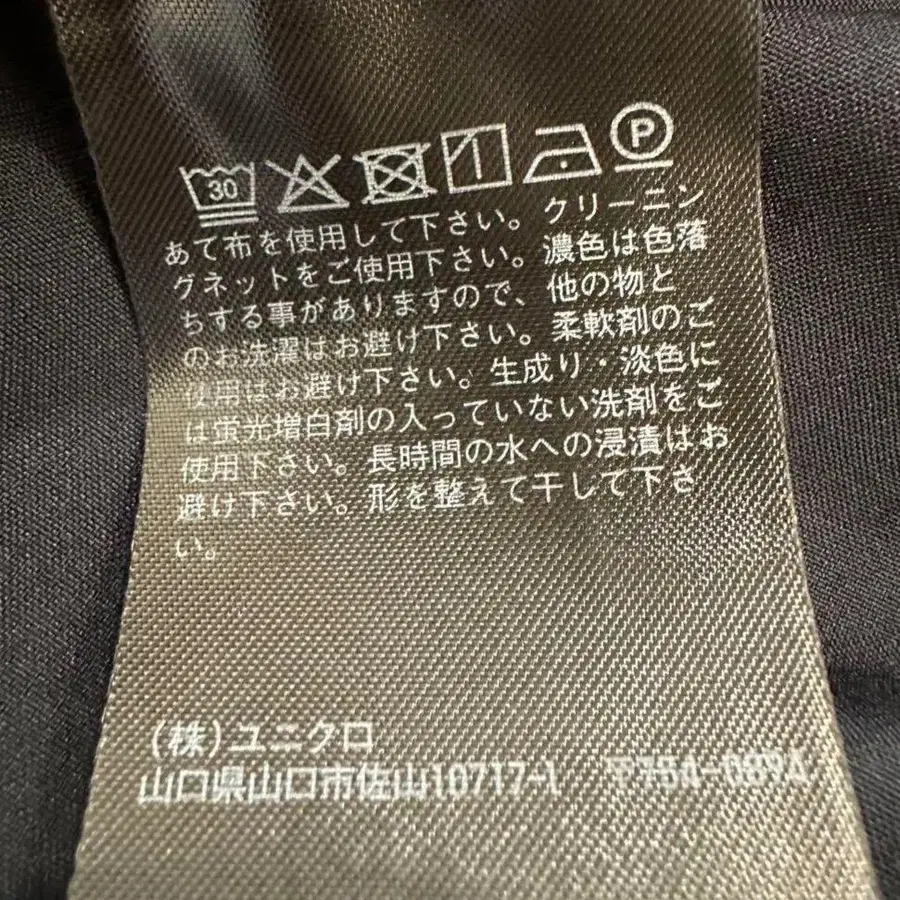 30 P
あて布を使用して下さい。クリーニン
グネットをご使用下さい。濃色は色落
ちする事がありますので、他の物と
のお洗濯はお避け下さい。柔軟剤のご
使用はお避け下さい。生成り・淡色に
は蛍光増白剤の入っていない洗剤をご
使用下さい。長時間の水への浸漬はお
避け下さい。形を整えて干して下さ
い。
(株)ユニクロ
山口県山口市佐山10717-1 〒754-0894